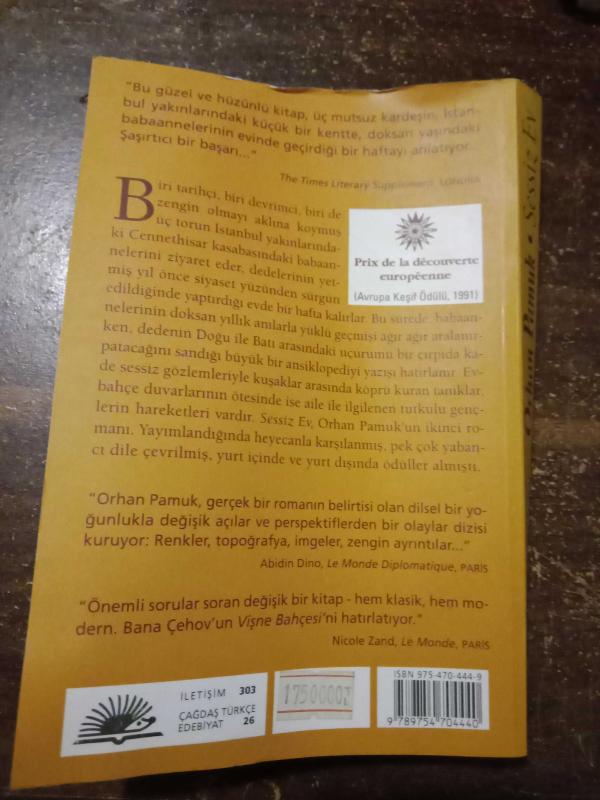 "Bu güzel ve hüzünlü kitap, üç mutsuz kardeşin, İstan-
bul yakınlarındaki küçük bir kentte, doksan yaşındaki
babaannelerinin evinde geçirdiği bir haftayı anlatıyor...
Şaşırtıcı bir başarı..."
The Times Literary Supplement, LONDRA
Biri tarihçi, biri devrimci, biri de
zengin olmayı aklına koymuş
üç torun İstanbul yakınlarında-
ki Cennethisar kasabasındaki babaan-
nelerini ziyaret eder, dedelerinin yet-
miş yıl önce siyaset yüzünden sürgün
edildiğinde yaptırdığı evde bir hafta kalırlar. Bu sürede, babaan-
nelerinin doksan yıllık anılarla yüklü geçmişi ağır ağır aralanır-
ken, dedenin Doğu ile Batı arasındaki uçurumu bir çırpıda ka-
patacağını sandığı büyük bir ansiklopediyi yazışı hatırlanır. Ev-
de sessiz gözlemleriyle kuşaklar arasında köprü kuran tanıklar,
bahçe duvarlarının ötesinde ise aile ile ilgilenen tutkulu genç-
lerin hareketleri vardır. Sessiz Ev, Orhan Pamuk'un ikinci ro-
manı. Yayımlandığında heyecanla karşılanmış, pek çok yaban-
cı dile çevrilmiş, yurt içinde ve yurt dışında ödüller almıştı.
Prix de la découverte
européenne
(Avrupa Keşif Ödülü, 1991)
"Orhan Pamuk, gerçek bir romanın belirtisi olan dilsel bir yo-
ğunlukla değişik açılar ve perspektiflerden bir olaylar dizisi
kuruyor: Renkler, topoğrafya, imgeler, zengin ayrıntılar..."
Abidin Dino, Le Monde Diplomatique, PARİS
"Önemli sorular soran değişik bir kitap - hem klasik, hem mo-
dern. Bana Çehov'un Vişne Bahçesi'ni hatırlatıyor."
Nicole Zand, Le Monde, PARİS
İLETİŞİM 303
ÇAĞDAŞ TÜRKÇE
EDEBİYAT 26
ISBN 975-470-444-9
9 789754 704440
Orhan Pamuk • Sessiz Ev